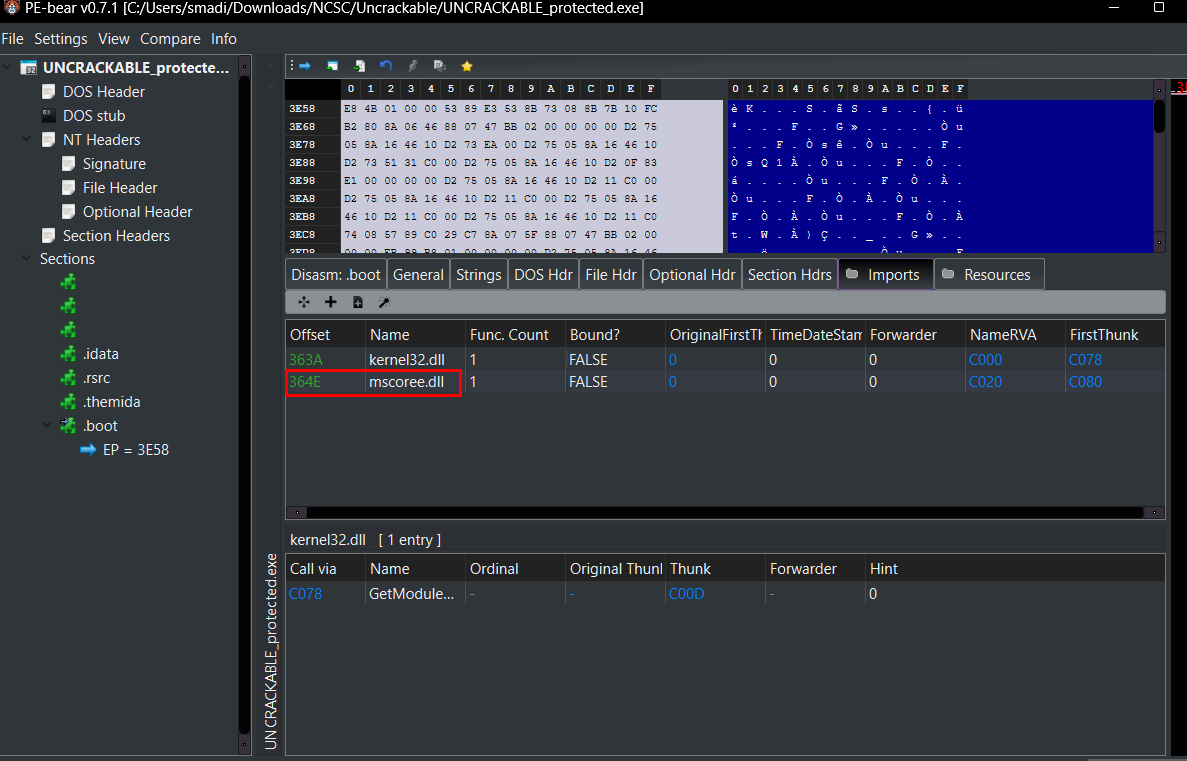 PE-bear v0.7.1 [C:/Users/smadi/Downloads/NCSC/Uncrackable/UNCRACKABLE_protected.exe]
File Settings View Compare Info
UNCRACKABLE_protecte...
DOS Header
DOS stub
NT Headers
Signature
File Header
Optional Header
Section Headers
Sections
.idata
.rsrc
.themida
.boot
EP = 3E58
0 1 2 3 4 5 6 7 8 9 A B C D E F
3E58 E8 4B 01 00 00 53 89 E3 53 8B 73 08 8B 7B 10 FC
3E68 B2 80 8A 06 46 88 07 47 BB 02 00 00 00 00 D2 75
3E78 05 8A 16 46 10 D2 73 EA 00 D2 75 05 8A 16 46 10
3E88 D2 73 51 31 C0 00 D2 75 05 8A 16 46 10 D2 0F 83
3E98 E1 00 00 00 00 D2 75 05 8A 16 46 10 D2 11 C0 00
3EA8 D2 75 05 8A 16 46 10 D2 11 C0 00 D2 75 05 8A 16
3EB8 46 10 D2 11 C0 00 D2 75 05 8A 16 46 10 D2 11 C0
3EC8 74 08 57 89 C0 29 C7 8A 07 5F 88 07 47 BB 02 00
0 1 2 3 4 5 6 7 8 9 A B C D E F
è K . . . S . ã S . s . . { . ü
² . . . F . . G » . . . . . Ò u
. . . F . Ò s ê . Ò u . . . F .
Ò s Q 1 À . Ò u . . . F . Ò . .
á . . . . Ò u . . . F . Ò . À .
Ò u . . . F . Ò . À . Ò u . . .
F . Ò . À . Ò u . . . F . Ò . À
t . W . À ) Ç . . _ . . G » . .
Disasm: .boot General Strings DOS Hdr File Hdr Optional Hdr Section Hdrs Imports Resources
Offset Name Func. Count Bound? OriginalFirstTl TimeDateStam Forwarder NameRVA FirstThunk
363A kernel32.dll 1 FALSE 0 0 0 C000 C078
364E mscoree.dll 1 FALSE 0 0 0 C020 C080
kernel32.dll [ 1 entry ]
Call via Name Ordinal Original Thunl Thunk Forwarder Hint
C078 GetModule... - - C00D - 0
UNCRACKABLE_protected.exe